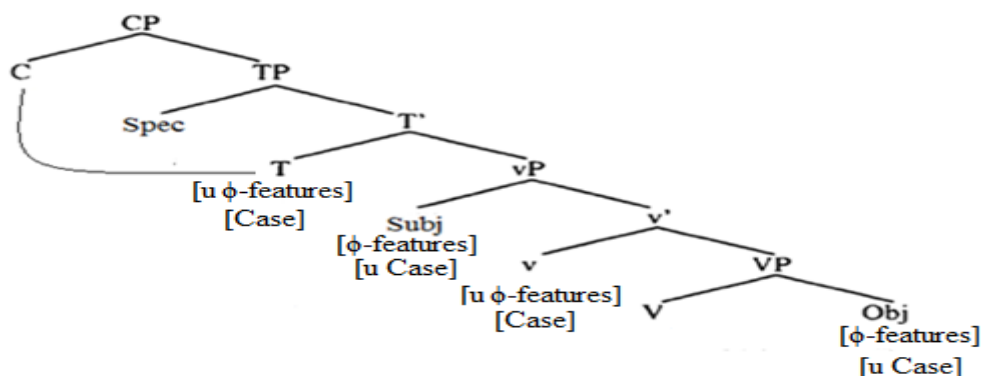 CP
C TP
Spec T'
T vP
[u ϕ-features]
[Case]
Subj v'
[ϕ-features]
[u Case]
v VP
[u ϕ-features]
[Case]
V Obj
[ϕ-features]
[u Case]